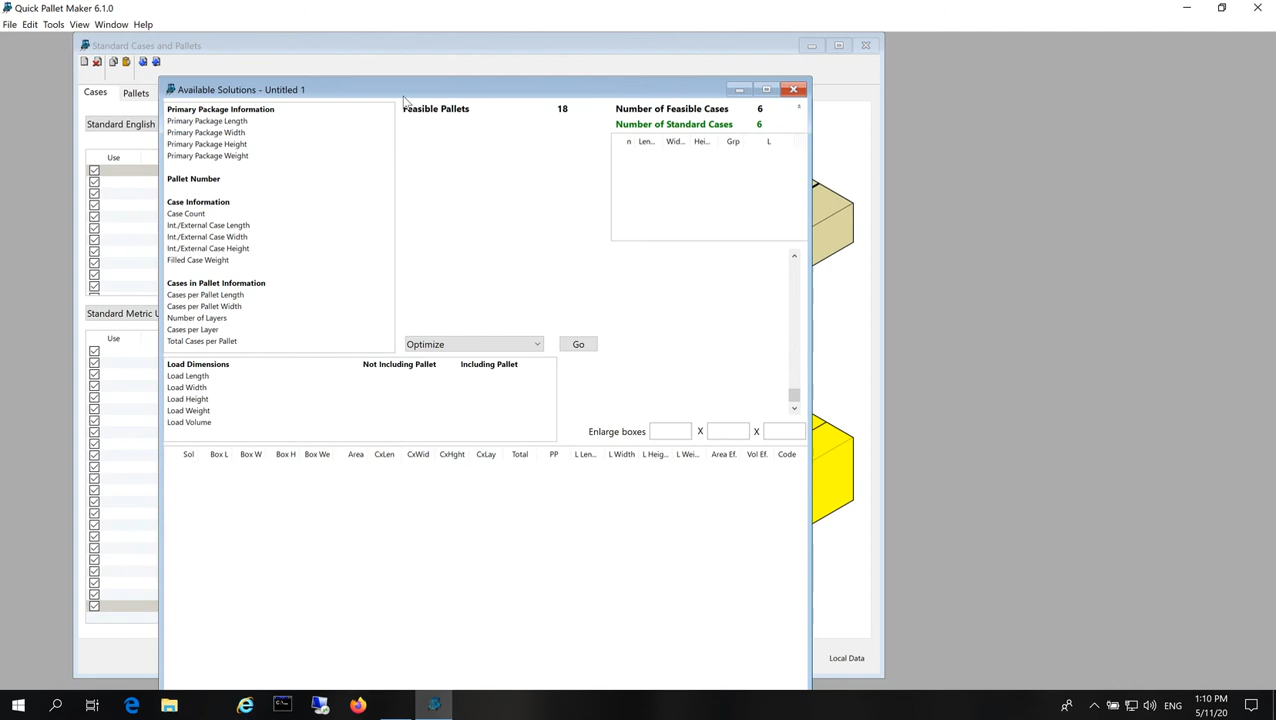 Quick Pallet Maker 6.1.0
File Edit Tools View Window Help
Standard Cases and Pallets
Cases Pallets
Standard English
Use
Standard Metric U
Use
Available Solutions - Untitled 1
Primary Package Information
Primary Package Length
Primary Package Width
Primary Package Height
Primary Package Weight
Pallet Number
Case Information
Case Count
Int./External Case Length
Int./External Case Width
Int./External Case Height
Filled Case Weight
Cases in Pallet Information
Cases per Pallet Length
Cases per Pallet Width
Number of Layers
Cases per Layer
Total Cases per Pallet
Feasible Pallets 18
Optimize Go
Number of Feasible Cases 6
Number of Standard Cases 6
n Len... Wid... Hei... Grp L
Load Dimensions Not Including Pallet Including Pallet
Load Length
Load Width
Load Height
Load Weight
Load Volume
Enlarge boxes X X
Sol Box L Box W Box H Box We Area CxLen CxWid CxHght CxLay Total PP L Len... L Width L Heig... L Wei... Area Ef. Vol Ef. Code
Local Data
ENG
1:10 PM
5/11/20